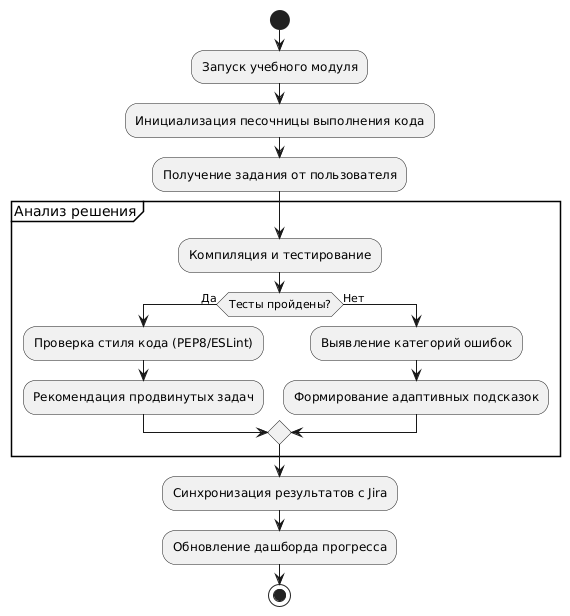 Запуск учебного модуля
Инициализация песочницы выполнения кода
Получение задания от пользователя
Анализ решения
Компиляция и тестирование
Да
Тесты пройдены?
Нет
Проверка стиля кода (PEP8/ESLint)
Выявление категорий ошибок
Рекомендация продвинутых задач
Формирование адаптивных подсказок
Синхронизация результатов с Jira
Обновление дашборда прогресса